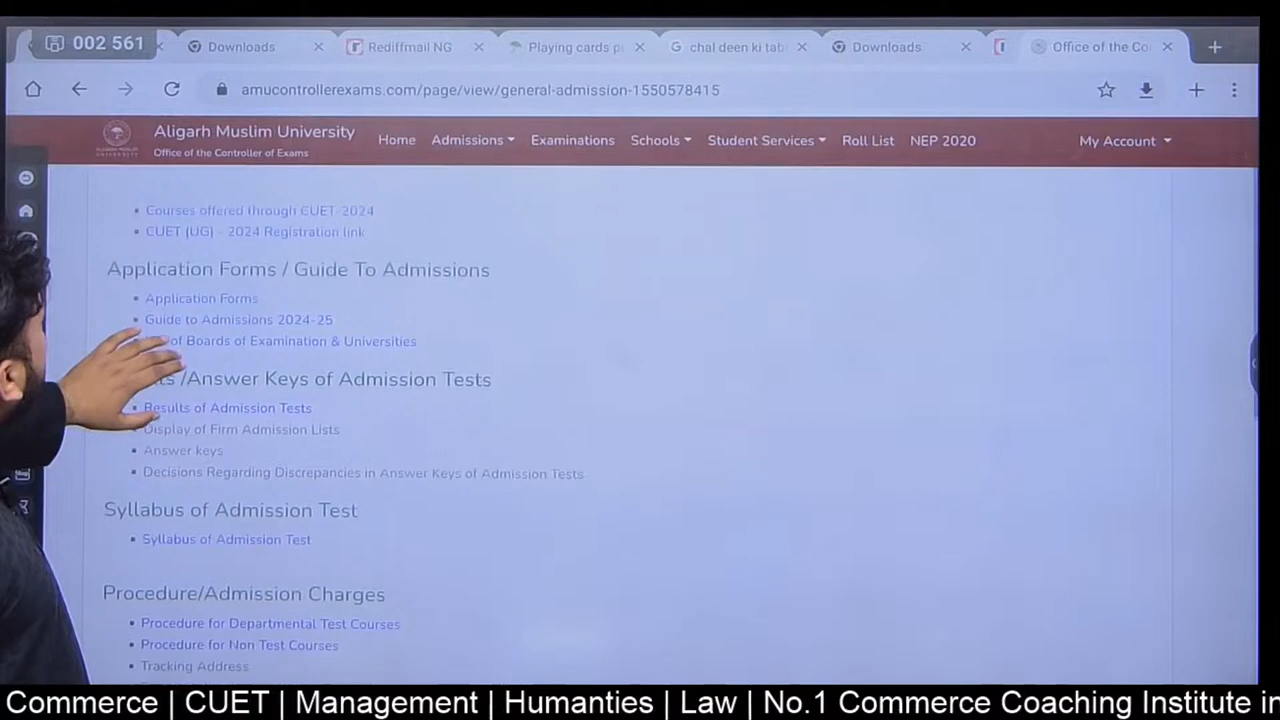 002 561
Downloads
Rediffmail NG
Playing cards p
chal deen ki tab
Downloads
Office of the Co
amucontrollerexams.com/page/view/general-admission-1550578415
Aligarh Muslim University
Office of the Controller of Exams
Home
Admissions
Examinations
Schools
Student Services
Roll List
NEP 2020
My Account
Courses offered through CUET-2024
CUET (UG) - 2024 Registration link
Application Forms / Guide To Admissions
Application Forms
Guide to Admissions 2024-25
of Boards of Examination & Universities
/Answer Keys of Admission Tests
Results of Admission Tests
Display of Firm Admission Lists
Answer keys
Decisions Regarding Discrepancies in Answer Keys of Admission Tests
Syllabus of Admission Test
Syllabus of Admission Test
Procedure/Admission Charges
Procedure for Departmental Test Courses
Procedure for Non Test Courses
Tracking Address
Commerce | CUET | Management | Humanties | Law | No.1 Commerce Coaching Institute in